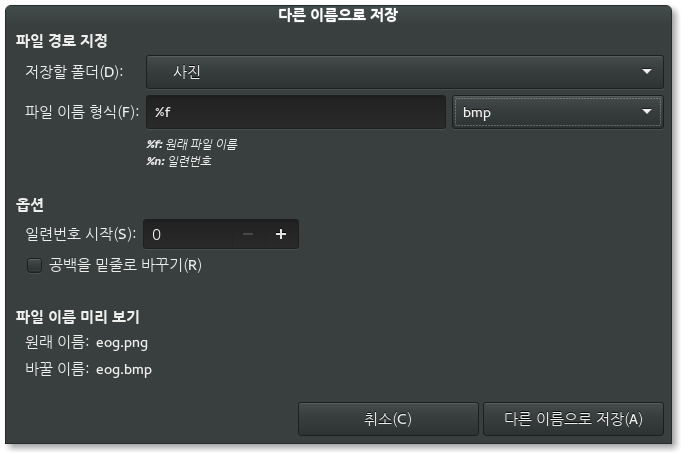 다른 이름으로 저장
파일 경로 지정
저장할 폴더(D): 사진
파일 이름 형식(F): %f bmp
%f: 원래 파일 이름
%n: 일련번호
옵션
일련번호 시작(S): 0 − +
공백을 밑줄로 바꾸기(R)
파일 이름 미리 보기
원래 이름: eog.png
바꿀 이름: eog.bmp
취소(C) 다른 이름으로 저장(A)